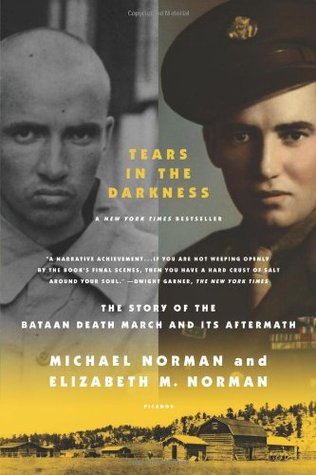 TEARS
IN THE
DARKNESS
A NEW YORK TIMES BESTSELLER
"A NARRATIVE ACHIEVEMENT...IF YOU ARE NOT WEEPING OPENLY
BY THE BOOK'S FINAL SCENES, THEN YOU HAVE A HARD CRUST OF SALT
AROUND YOUR SOUL." —DWIGHT GARNER, THE NEW YORK TIMES
THE STORY OF THE
BATAAN DEATH MARCH AND ITS AFTERMATH
MICHAEL NORMAN and
ELIZABETH M. NORMAN
PICADOR